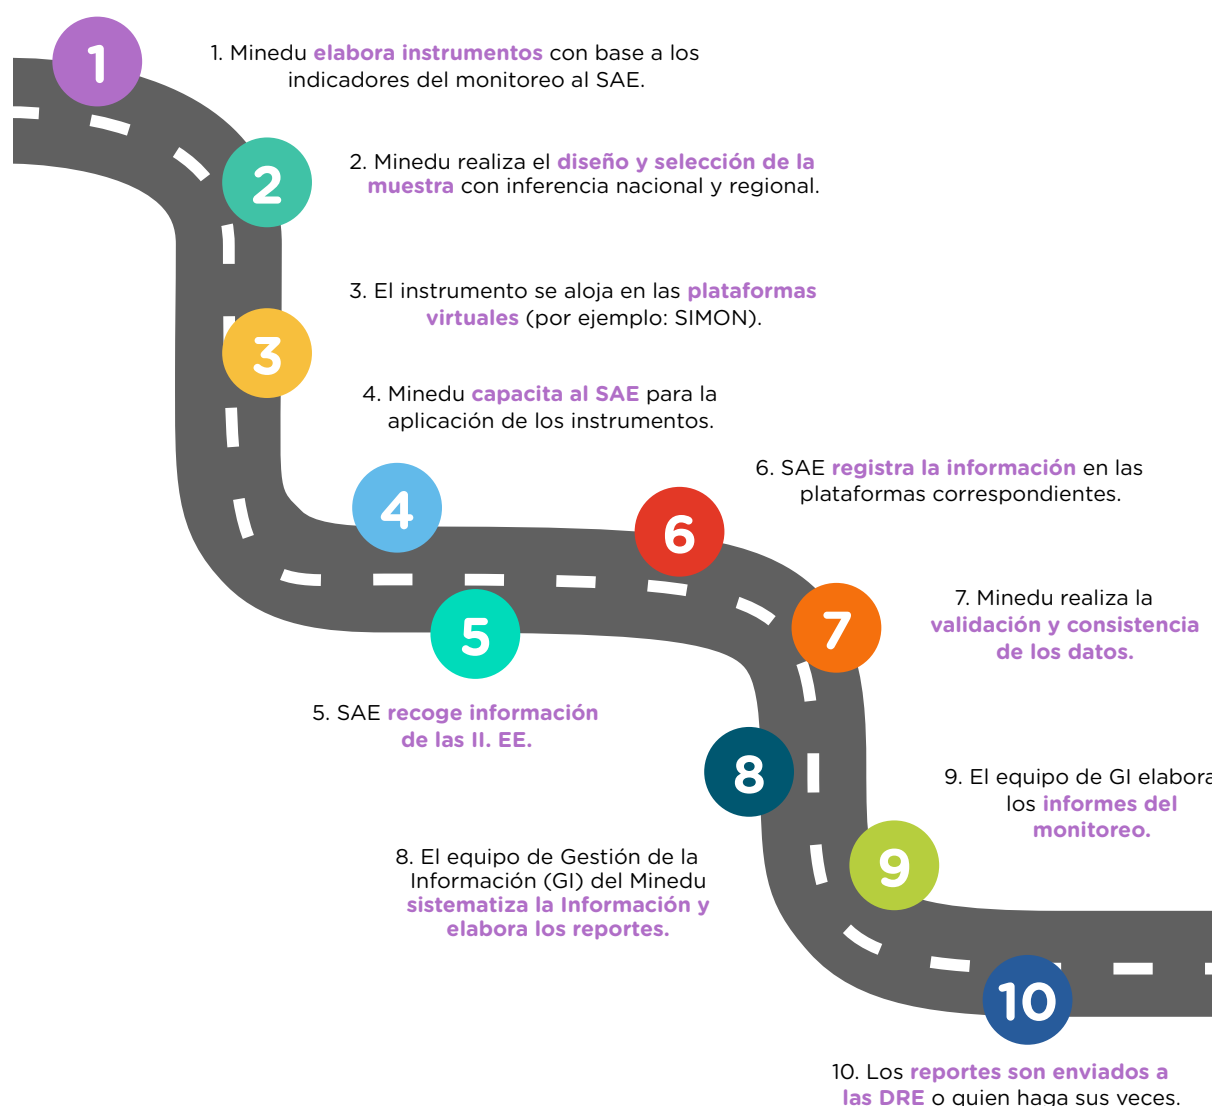 1
1. Minedu elabora instrumentos con base a los
indicadores del monitoreo al SAE.
2
2. Minedu realiza el diseño y selección de la
muestra con inferencia nacional y regional.
3
3. El instrumento se aloja en las plataformas
virtuales (por ejemplo: SIMON).
4
4. Minedu capacita al SAE para la
aplicación de los instrumentos.
5
5. SAE recoge información
de las II. EE.
6
6. SAE registra la información en las
plataformas correspondientes.
7
7. Minedu realiza la
validación y consistencia
de los datos.
8
8. El equipo de Gestión de la
Información (GI) del Minedu
sistematiza la Información y
elabora los reportes.
9
9. El equipo de GI elabora
los informes del
monitoreo.
10
10. Los reportes son enviados a
las DRE o quien haga sus veces.